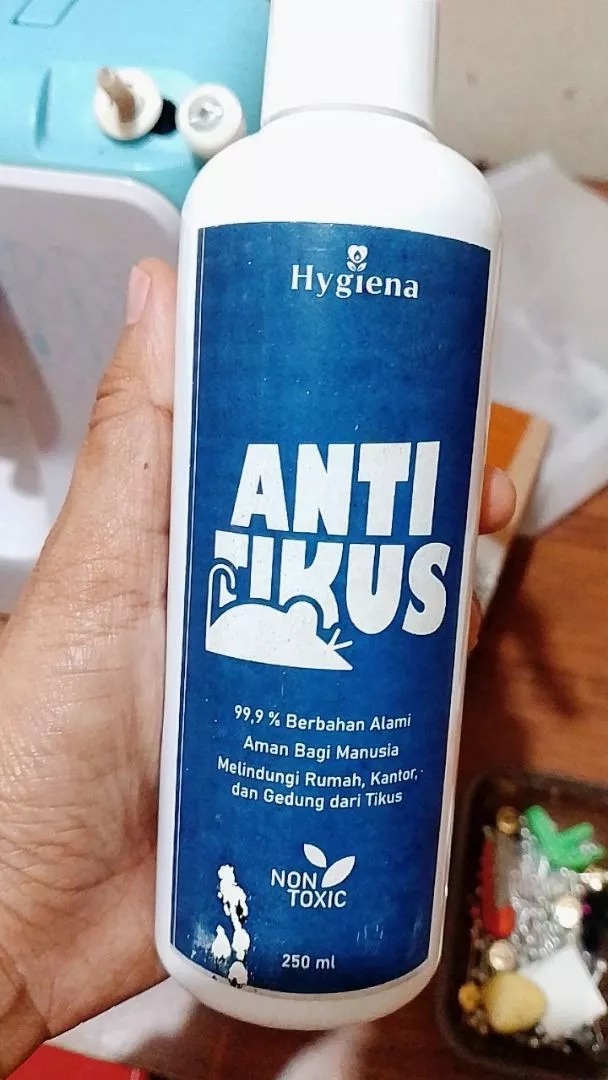 Hygiena
ANTI
TIKUS
99,9 % Berbahan Alami
Aman Bagi Manusia
Melindungi Rumah, Kantor,
dan Gedung dari Tikus
NON
TOXIC
250 ml